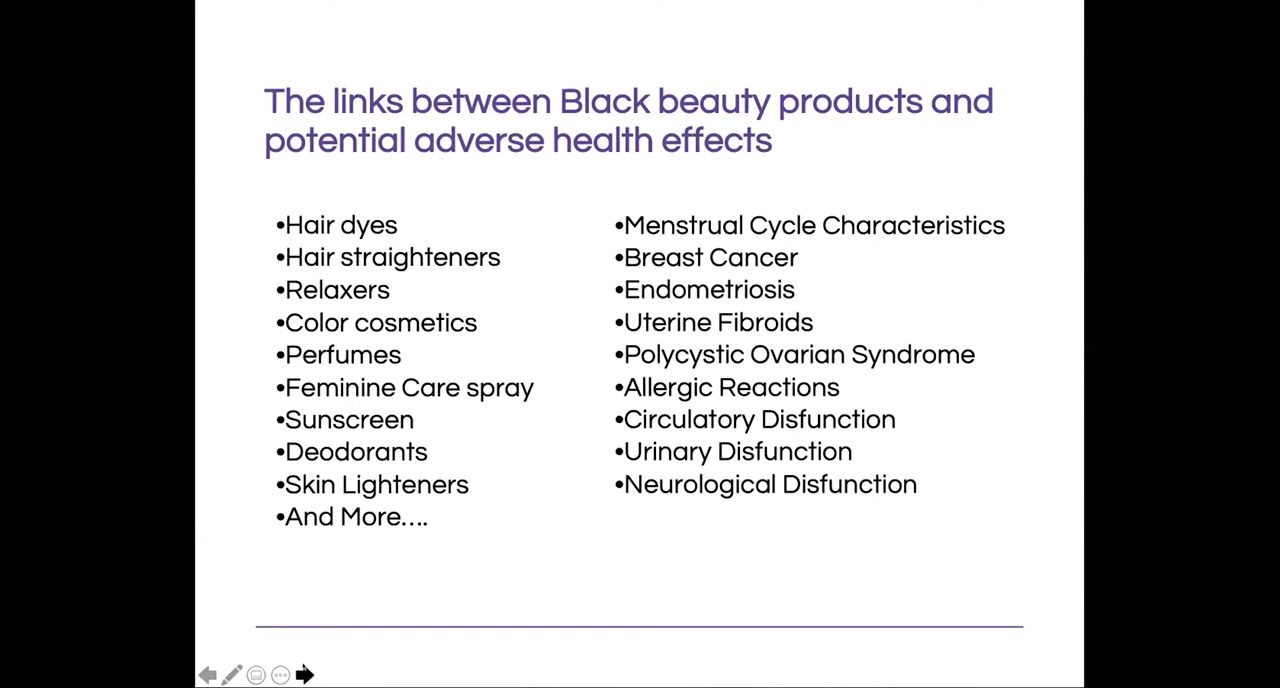 The links between Black beauty products and
potential adverse health effects
•Hair dyes
•Hair straighteners
•Relaxers
•Color cosmetics
•Perfumes
•Feminine Care spray
•Sunscreen
•Deodorants
•Skin Lighteners
•And More....
•Menstrual Cycle Characteristics
•Breast Cancer
•Endometriosis
•Uterine Fibroids
•Polycystic Ovarian Syndrome
•Allergic Reactions
•Circulatory Disfunction
•Urinary Disfunction
•Neurological Disfunction